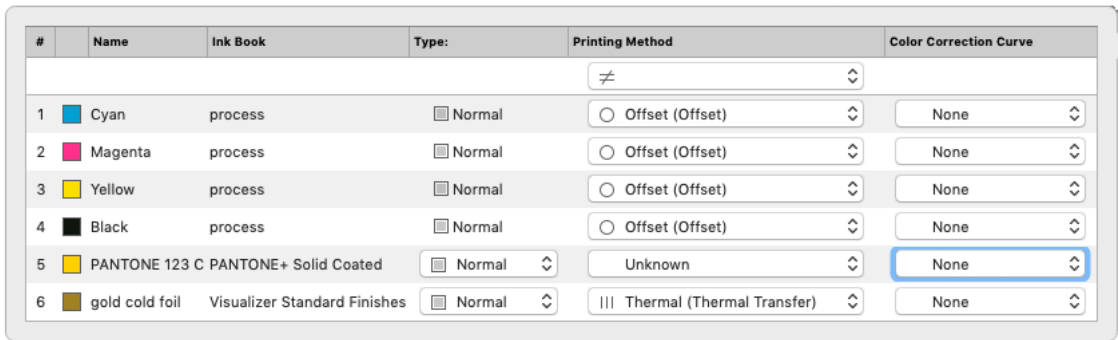 # Name Ink Book Type: Printing Method Color Correction Curve
≠
1 Cyan process Normal Offset (Offset) None
2 Magenta process Normal Offset (Offset) None
3 Yellow process Normal Offset (Offset) None
4 Black process Normal Offset (Offset) None
5 PANTONE 123 C PANTONE+ Solid Coated Normal Unknown None
6 gold cold foil Visualizer Standard Finishes Normal Thermal (Thermal Transfer) None